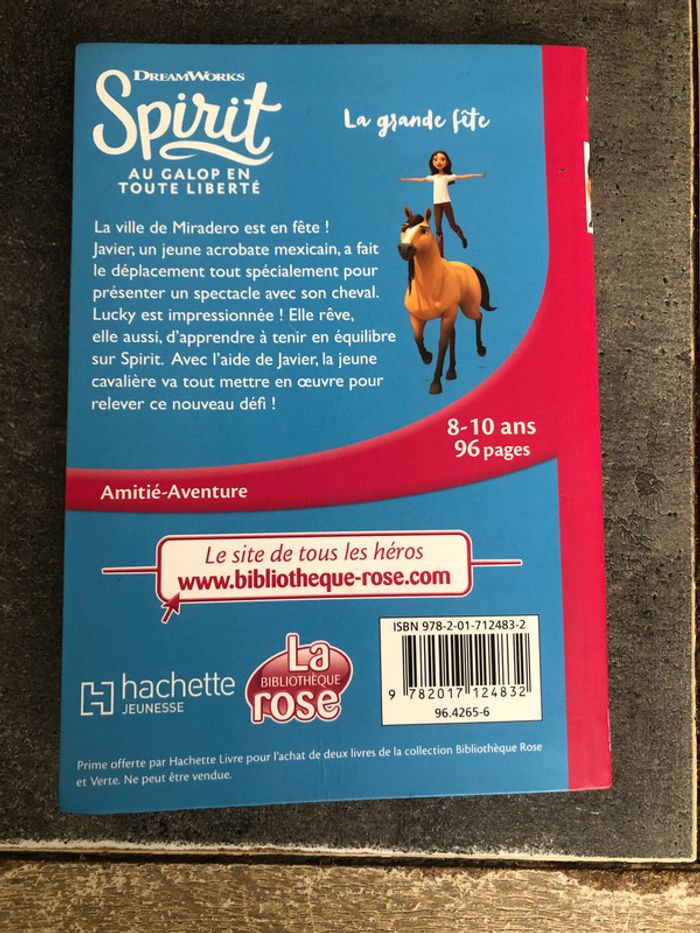 DREAMWORKS
Spirit
AU GALOP EN
TOUTE LIBERTÉ
La grande fête
La ville de Miradero est en fête !
Javier, un jeune acrobate mexicain, a fait
le déplacement tout spécialement pour
présenter un spectacle avec son cheval.
Lucky est impressionnée ! Elle rêve,
elle aussi, d'apprendre à tenir en équilibre
sur Spirit. Avec l'aide de Javier, la jeune
cavalière va tout mettre en œuvre pour
relever ce nouveau défi !
8-10 ans
96 pages
Amitié-Aventure
Le site de tous les héros
www.bibliotheque-rose.com
hachette
JEUNESSE
La
BIBLIOTHÈQUE
rose
ISBN 978-2-01-712483-2
9 782017 124832
96.4265-6
Prime offerte par Hachette Livre pour l'achat de deux livres de la collection Bibliothèque Rose
et Verte. Ne peut être vendue.